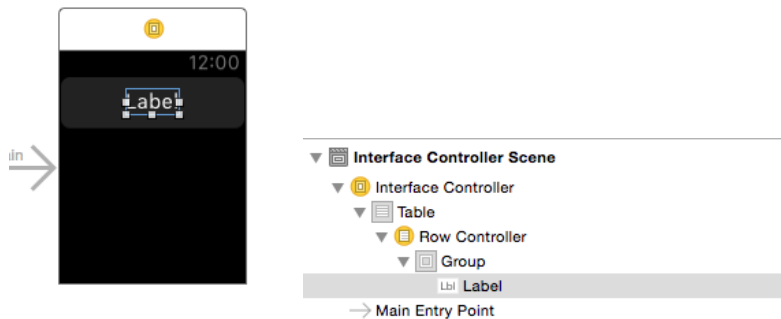 12:00
Label
ain
Interface Controller Scene
Interface Controller
Table
Row Controller
Group
Lbl Label
Main Entry Point